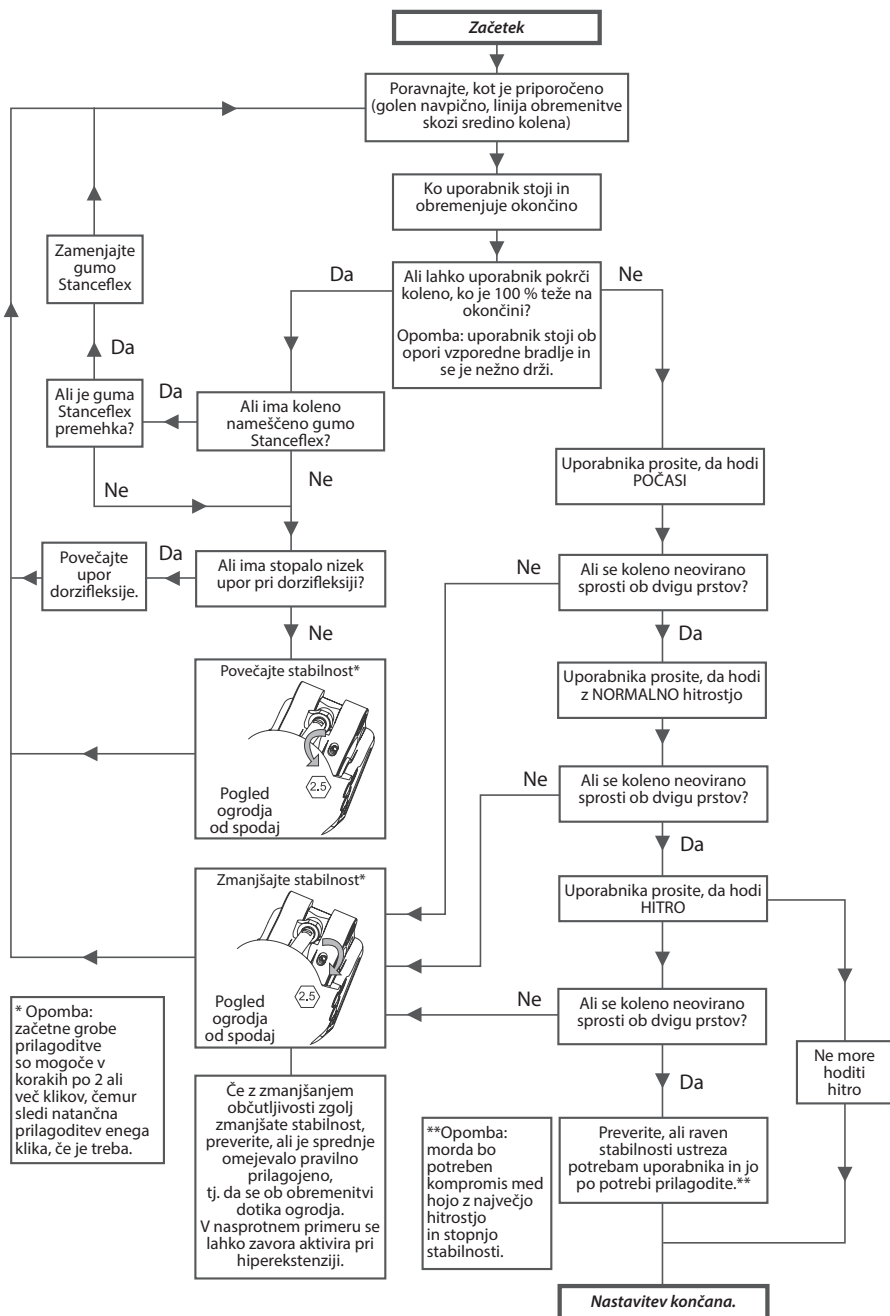 Začetek
Poravnajte, kot je priporočeno
(golen navpično, linija obremenitve
skozi sredino kolena)
Ko uporabnik stoji in
obremenjuje okončino
Zamenjajte
gumo
Stanceflex
Da
Ali lahko uporabnik pokrči
koleno, ko je 100 % teže na
okončini?
Opomba: uporabnik stoji ob
opori vzporedne bradlje in
se je nežno drži.
Ne
Da
Ali je guma
Stanceflex
premehka?
Da
Ali ima koleno
nameščeno gumo
Stanceflex?
Ne
Ne
Uporabnika prosite, da hodi
POČASI
Povečajte
upor
dorzifleksije.
Da
Ali ima stopalo nizek
upor pri dorzifleksiji?
Ne
Ali se koleno neovirano
sprosti ob dvigu prstov?
Ne
Da
Povečajte stabilnost*
2.5
Pogled
ogrodja
od spodaj
Uporabnika prosite, da hodi
z NORMALNO hitrostjo
Ne
Ali se koleno neovirano
sprosti ob dvigu prstov?
Da
Zmanjšajte stabilnost*
2.5
Pogled
ogrodja
od spodaj
Uporabnika prosite, da hodi
HITRO
Ne
Ali se koleno neovirano
sprosti ob dvigu prstov?
Ne more
hoditi
hitro
Da
* Opomba:
začetne grobe
prilagoditve
so mogoče v
korakih po 2 ali
več klikov, čemur
sledi natančna
prilagoditev enega
klika, če je treba.
Če z zmanjšanjem
občutljivosti zgolj
zmanjšate stabilnost,
preverite, ali je sprednje
omejevalo pravilno
prilagojeno,
tj. da se ob obremenitvi
dotika ogrodja.
V nasprotnem primeru se
lahko zavora aktivira pri
hiperekstenziji.
**Opomba:
morda bo
potreben
kompromis med
hojo z največjo
hitrostjo
in stopnjo
stabilnosti.
Preverite, ali raven
stabilnosti ustreza
potrebam uporabnika in jo
po potrebi prilagodite.**
Nastavitev končana.